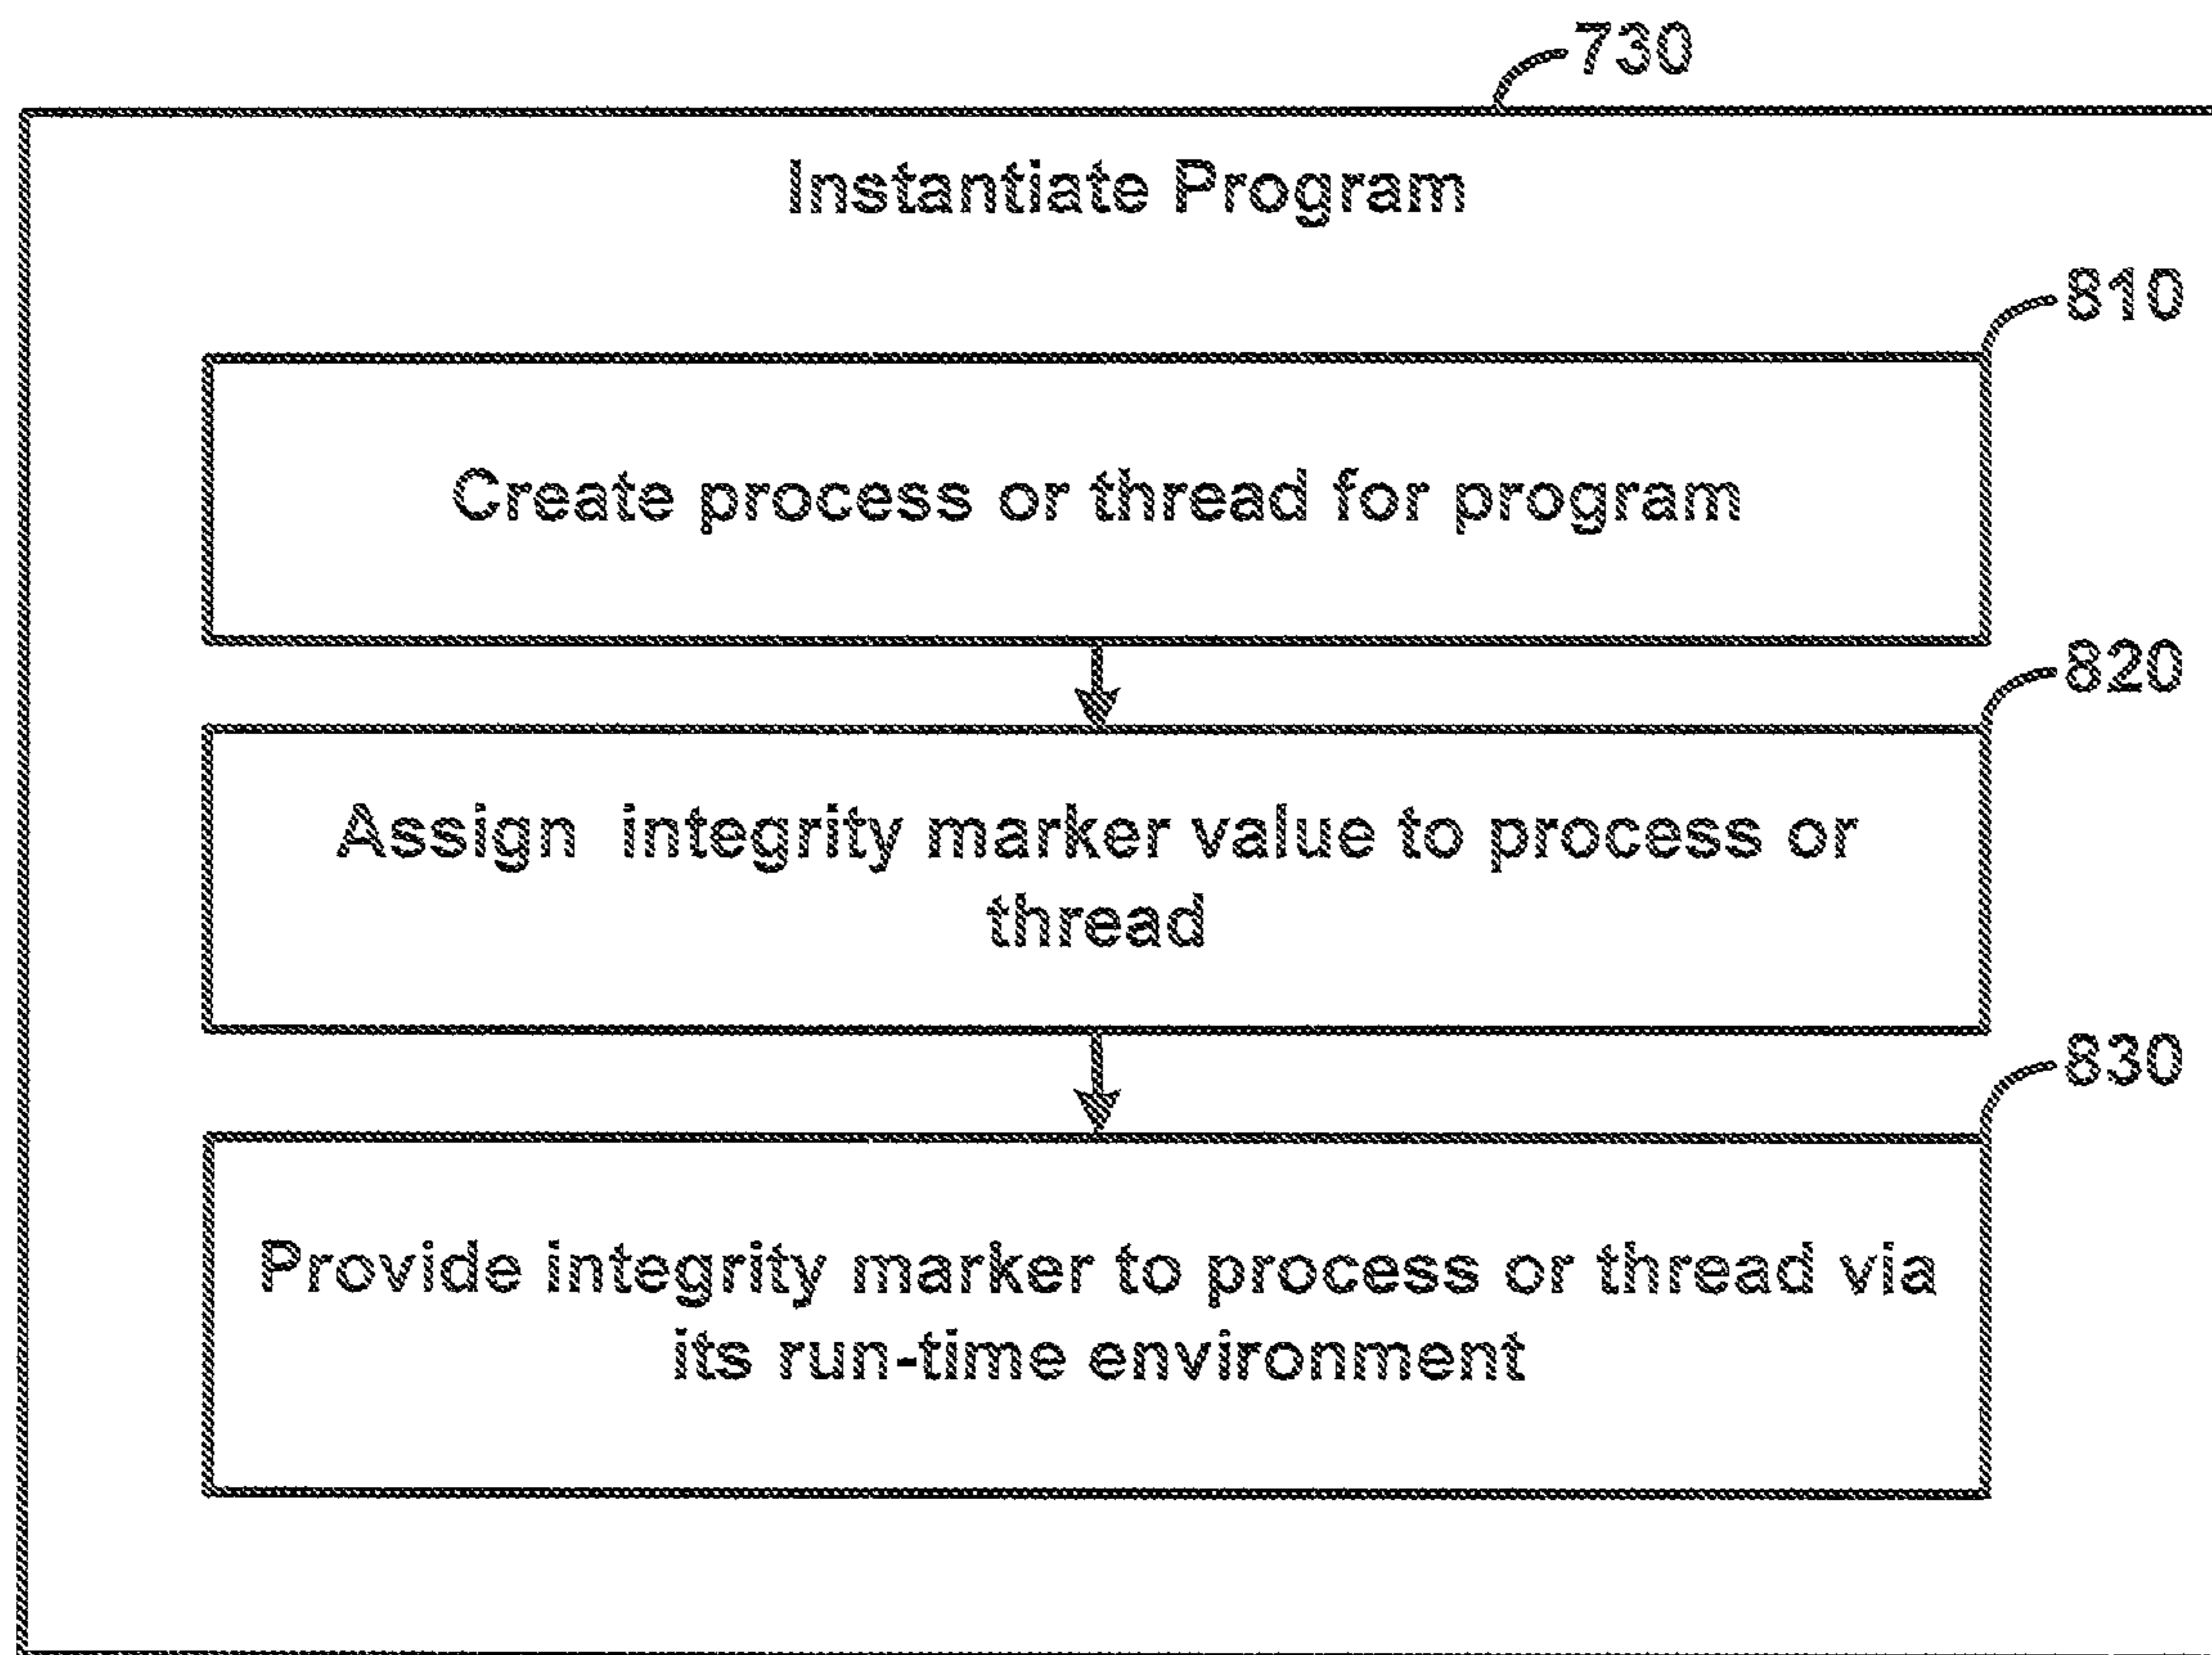 730
Instantiate Program
810
Create process or thread for program
820
Assign integrity marker value to process or
thread
830
Provide integrity marker to process or thread via
its run-time environment